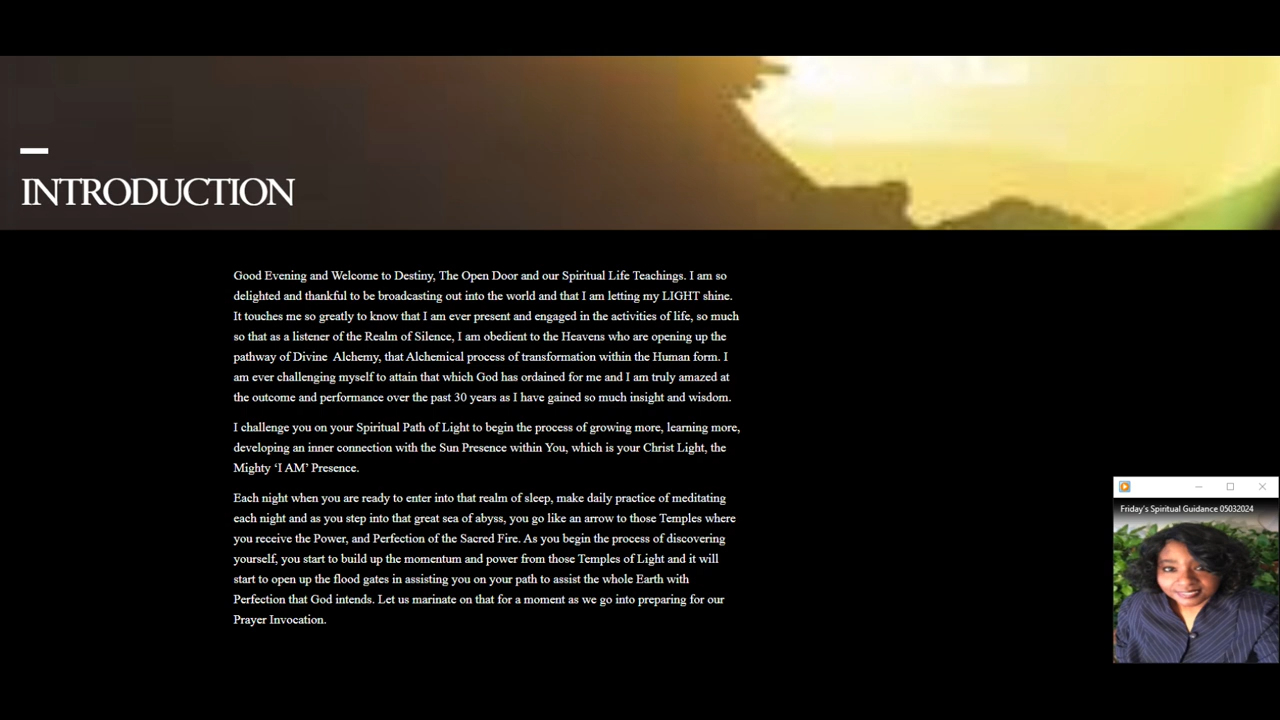 INTRODUCTION
Good Evening and Welcome to Destiny, The Open Door and our Spiritual Life Teachings. I am so
delighted and thankful to be broadcasting out into the world and that I am letting my LIGHT shine.
It touches me so greatly to know that I am ever present and engaged in the activities of life, so much
so that as a listener of the Realm of Silence, I am obedient to the Heavens who are opening up the
pathway of Divine  Alchemy, that Alchemical process of transformation within the Human form. I
am ever challenging myself to attain that which God has ordained for me and I am truly amazed at
the outcome and performance over the past 30 years as I have gained so much insight and wisdom.
I challenge you on your Spiritual Path of Light to begin the process of growing more, learning more,
developing an inner connection with the Sun Presence within You, which is your Christ Light, the
Mighty ‘I AM’ Presence.
Each night when you are ready to enter into that realm of sleep, make daily practice of meditating
each night and as you step into that great sea of abyss, you go like an arrow to those Temples where
you receive the Power, and Perfection of the Sacred Fire. As you begin the process of discovering
yourself, you start to build up the momentum and power from those Temples of Light and it will
start to open up the flood gates in assisting you on your path to assist the whole Earth with
Perfection that God intends. Let us marinate on that for a moment as we go into preparing for our
Prayer Invocation.
Friday's Spiritual Guidance 05032024